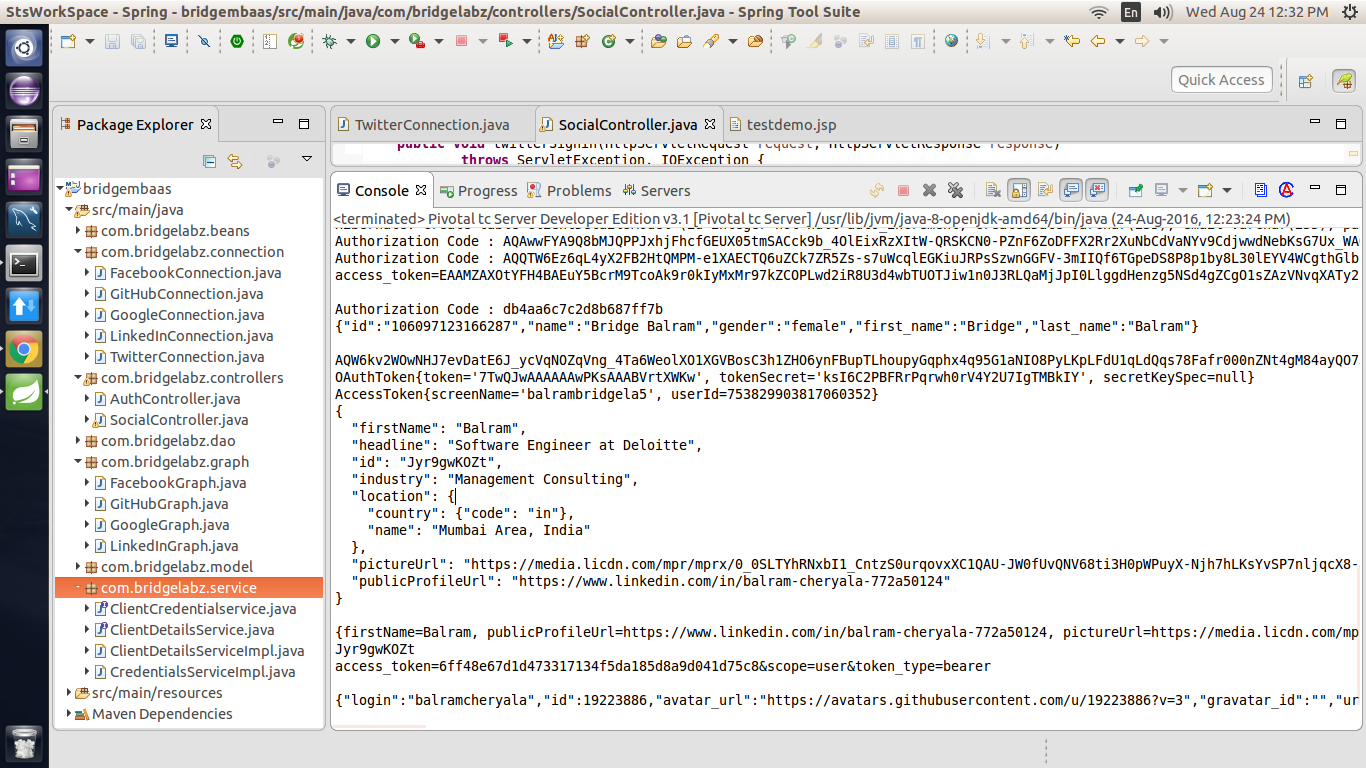 StsWorkSpace - Spring - bridgembaas/src/main/java/com/bridgelabz/controllers/SocialController.java - Spring Tool Suite
En
Wed Aug 24 12:32 PM
Quick Access
Package Explorer
bridgembaas
src/main/java
com.bridgelabz.beans
com.bridgelabz.connection
FacebookConnection.java
GitHubConnection.java
GoogleConnection.java
LinkedInConnection.java
TwitterConnection.java
com.bridgelabz.controllers
AuthController.java
SocialController.java
com.bridgelabz.dao
com.bridgelabz.graph
FacebookGraph.java
GitHubGraph.java
GoogleGraph.java
LinkedInGraph.java
com.bridgelabz.model
com.bridgelabz.service
ClientCredentialservice.java
ClientDetailsService.java
ClientDetailsServiceImpl.java
CredentialsServiceImpl.java
src/main/resources
Maven Dependencies
TwitterConnection.java
SocialController.java
testdemo.jsp
public void twitterSignin(HttpServletRequest request, HttpServletResponse response)
throws ServletException, IOException {
Console
Progress
Problems
Servers
<terminated> Pivotal tc Server Developer Edition v3.1 [Pivotal tc Server] /usr/lib/jvm/java-8-openjdk-amd64/bin/java (24-Aug-2016, 12:23:24 PM)
Authorization Code : AQAwwFYA9Q8bMJQPPJxhjFhcfGEUX05tmSACck9b_4OlEixRzXItW-QRSKCN0-PZnF6ZoDFFX2Rr2XuNbCdVaNYv9CdjwwdNebKsG7Ux_WA
Authorization Code : AQQTW6Ez6qL4yX2FB2HtQMPM-e1XAECTQ6uZCk7ZR5Zs-s7uWcqlEGKiuJRPsSzwnGGFV-3mIIQf6TGpeDS8P8p1by8L30lEYV4WCgthGlb
access_token=EAAMZAXOtYFH4BAEuY5BcrM9TcoAk9r0kIyMxMr97kZCOPLwd2iR8U3d4wbTUOTJiw1n0J3RLQaMjJpI0LlggdHenzg5NSd4gZCgO1sZAzVNvqXATy2
Authorization Code : db4aa6c7c2d8b687ff7b
{"id":"106097123166287","name":"Bridge Balram","gender":"female","first_name":"Bridge","last_name":"Balram"}
AQW6kv2WOwNHJ7evDatE6J_ycVqNOZqVng_4Ta6WeolXO1XGVBosC3h1ZHO6ynFBupTLhoupyGqphx4q95G1aNIO8PyLKpLFdU1qLdQqs78Fafr000nZNt4gM84ayQO7
OAuthToken{token='7TwQJwAAAAAAwPKsAAABVrtXWKw', tokenSecret='ksI6C2PBFRrPqrwh0rV4Y2U7IgTMBkIY', secretKeySpec=null}
AccessToken{screenName='balrambridgela5', userId=753829903817060352}
{
"firstName": "Balram",
"headline": "Software Engineer at Deloitte",
"id": "Jyr9gwKOZt",
"industry": "Management Consulting",
"location": {
"country": {"code": "in"},
"name": "Mumbai Area, India"
},
"pictureUrl": "https://media.licdn.com/mpr/mprx/0_0SLTYhRNxbI1_CntzS0urqovxXC1QAU-JW0fUvQNV68ti3H0pWPuyX-Njh7hLKsYvSP7nljqcX8-
"publicProfileUrl": "https://www.linkedin.com/in/balram-cheryala-772a50124"
}
{firstName=Balram, publicProfileUrl=https://www.linkedin.com/in/balram-cheryala-772a50124, pictureUrl=https://media.licdn.com/mp
Jyr9gwKOZt
access_token=6ff48e67d1d473317134f5da185d8a9d041d75c8&scope=user&token_type=bearer
{"login":"balramcheryala","id":19223886,"avatar_url":"https://avatars.githubusercontent.com/u/19223886?v=3","gravatar_id":"","ur